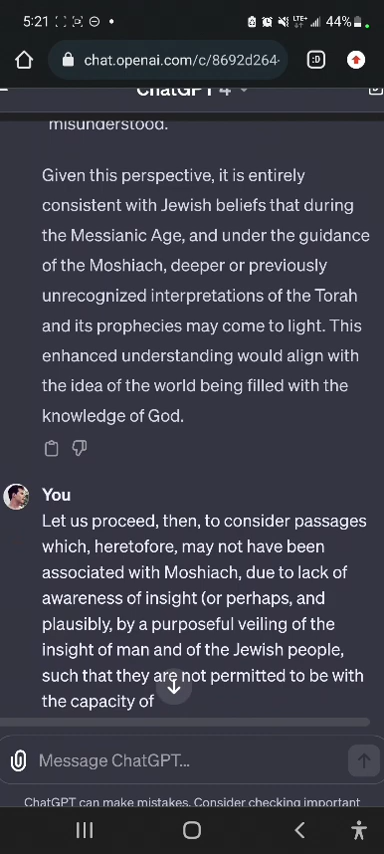 5:21
LTE+ 44%
chat.openai.com/c/8692d264-
:D
ChatGPT 4
misunderstood.
Given this perspective, it is entirely
consistent with Jewish beliefs that during
the Messianic Age, and under the guidance
of the Moshiach, deeper or previously
unrecognized interpretations of the Torah
and its prophecies may come to light. This
enhanced understanding would align with
the idea of the world being filled with the
knowledge of God.
You
Let us proceed, then, to consider passages
which, heretofore, may not have been
associated with Moshiach, due to lack of
awareness of insight (or perhaps, and
plausibly, by a purposeful veiling of the
insight of man and of the Jewish people,
such that they are not permitted to be with
the capacity of
Message ChatGPT...
ChatGPT can make mistakes. Consider checking important